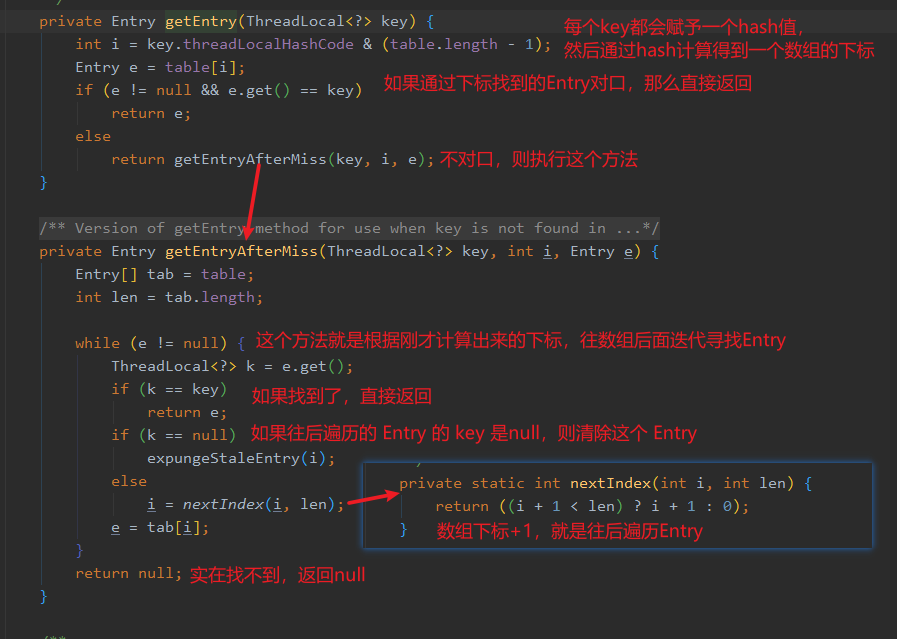 private Entry getEntry(ThreadLocal<?> key) {
每个key都会赋予一个hash值，
int i = key.threadLocalHashCode & (table.length - 1);
然后通过hash计算得到一个数组的下标
Entry e = table[i];
if (e != null && e.get() == key)
如果通过下标找到的Entry对口，那么直接返回
return e;
else
return getEntryAfterMiss(key, i, e);
不对口，则执行这个方法
}
/** Version of getEntry method for use when key is not found in ...*/
private Entry getEntryAfterMiss(ThreadLocal<?> key, int i, Entry e) {
Entry[] tab = table;
int len = tab.length;
while (e != null) {
这个方法就是根据刚才计算出来的下标，往数组后面迭代寻找Entry
ThreadLocal<?> k = e.get();
if (k == key)
如果找到了，直接返回
return e;
if (k == null)
如果往后遍历的 Entry 的 key 是null，则清除这个 Entry
expungeStaleEntry(i);
else
i = nextIndex(i, len);
e = tab[i];
}
private static int nextIndex(int i, int len) {
return ((i + 1 < len) ? i + 1 : 0);
}
数组下标+1，就是往后遍历Entry
return null;
实在找不到，返回null
}
/**